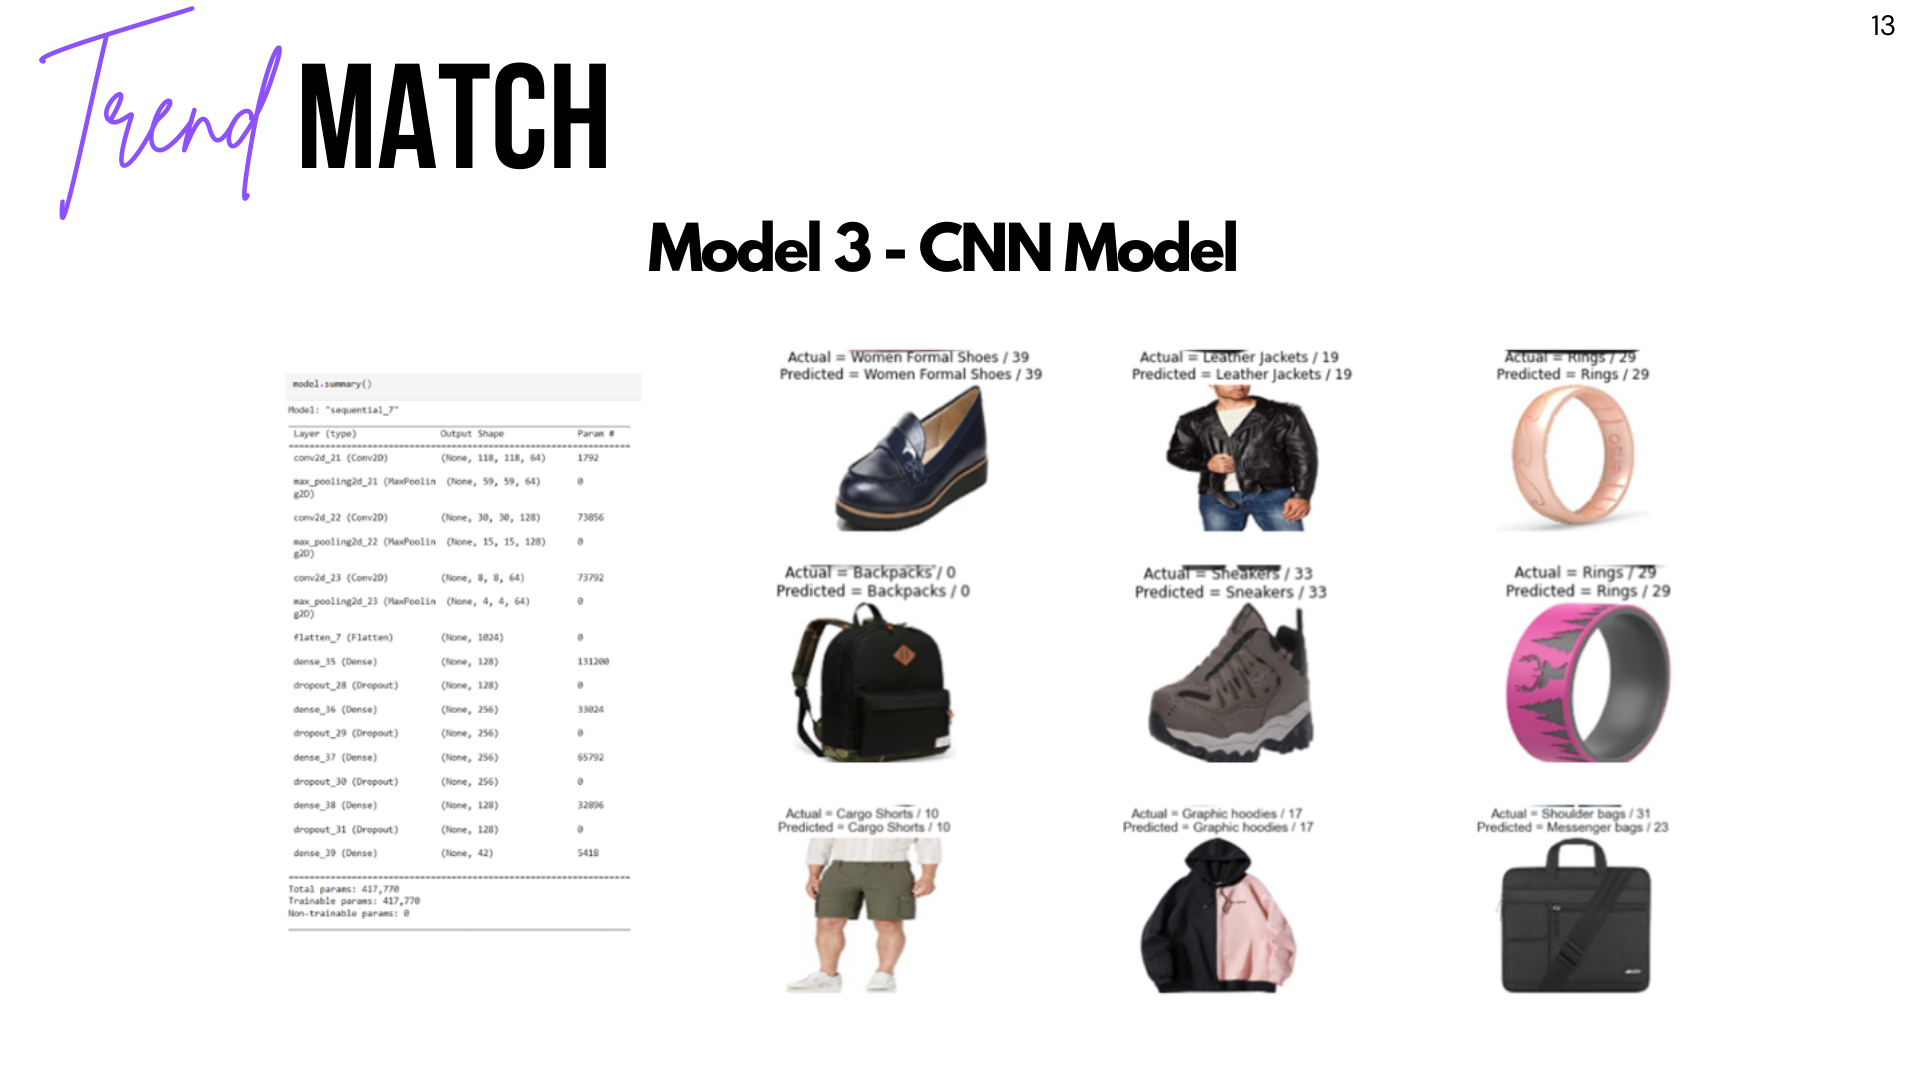 13
Trend MATCH
Model 3 - CNN Model
model.summary()
Model: "sequential_7"
Layer (type) Output Shape Param #
conv2d_21 (Conv2D) (None, 118, 118, 64) 1792
max_pooling2d_21 (MaxPoolin (None, 59, 59, 64) 0
g2D)
conv2d_22 (Conv2D) (None, 30, 30, 128) 73856
max_pooling2d_22 (MaxPoolin (None, 15, 15, 128) 0
g2D)
conv2d_23 (Conv2D) (None, 8, 8, 64) 73792
max_pooling2d_23 (MaxPoolin (None, 4, 4, 64) 0
g2D)
flatten_7 (Flatten) (None, 1024) 0
dense_35 (Dense) (None, 128) 131200
dropout_28 (Dropout) (None, 128) 0
dense_36 (Dense) (None, 256) 33024
dropout_29 (Dropout) (None, 256) 0
dense_37 (Dense) (None, 256) 65792
dropout_30 (Dropout) (None, 256) 0
dense_38 (Dense) (None, 128) 32896
dropout_31 (Dropout) (None, 128) 0
dense_39 (Dense) (None, 42) 5418
Total params: 417,770
Trainable params: 417,770
Non-trainable params: 0
Actual = Women Formal Shoes / 39
Predicted = Women Formal Shoes / 39
Actual = Leather Jackets / 19
Predicted = Leather Jackets / 19
Actual = Rings / 29
Predicted = Rings / 29
Actual = Backpacks / 0
Predicted = Backpacks / 0
Actual = Sneakers / 33
Predicted = Sneakers / 33
Actual = Rings / 29
Predicted = Rings / 29
Actual = Cargo Shorts / 10
Predicted = Cargo Shorts / 10
Actual = Graphic hoodies / 17
Predicted = Graphic hoodies / 17
Actual = Shoulder bags / 31
Predicted = Messenger bags / 23